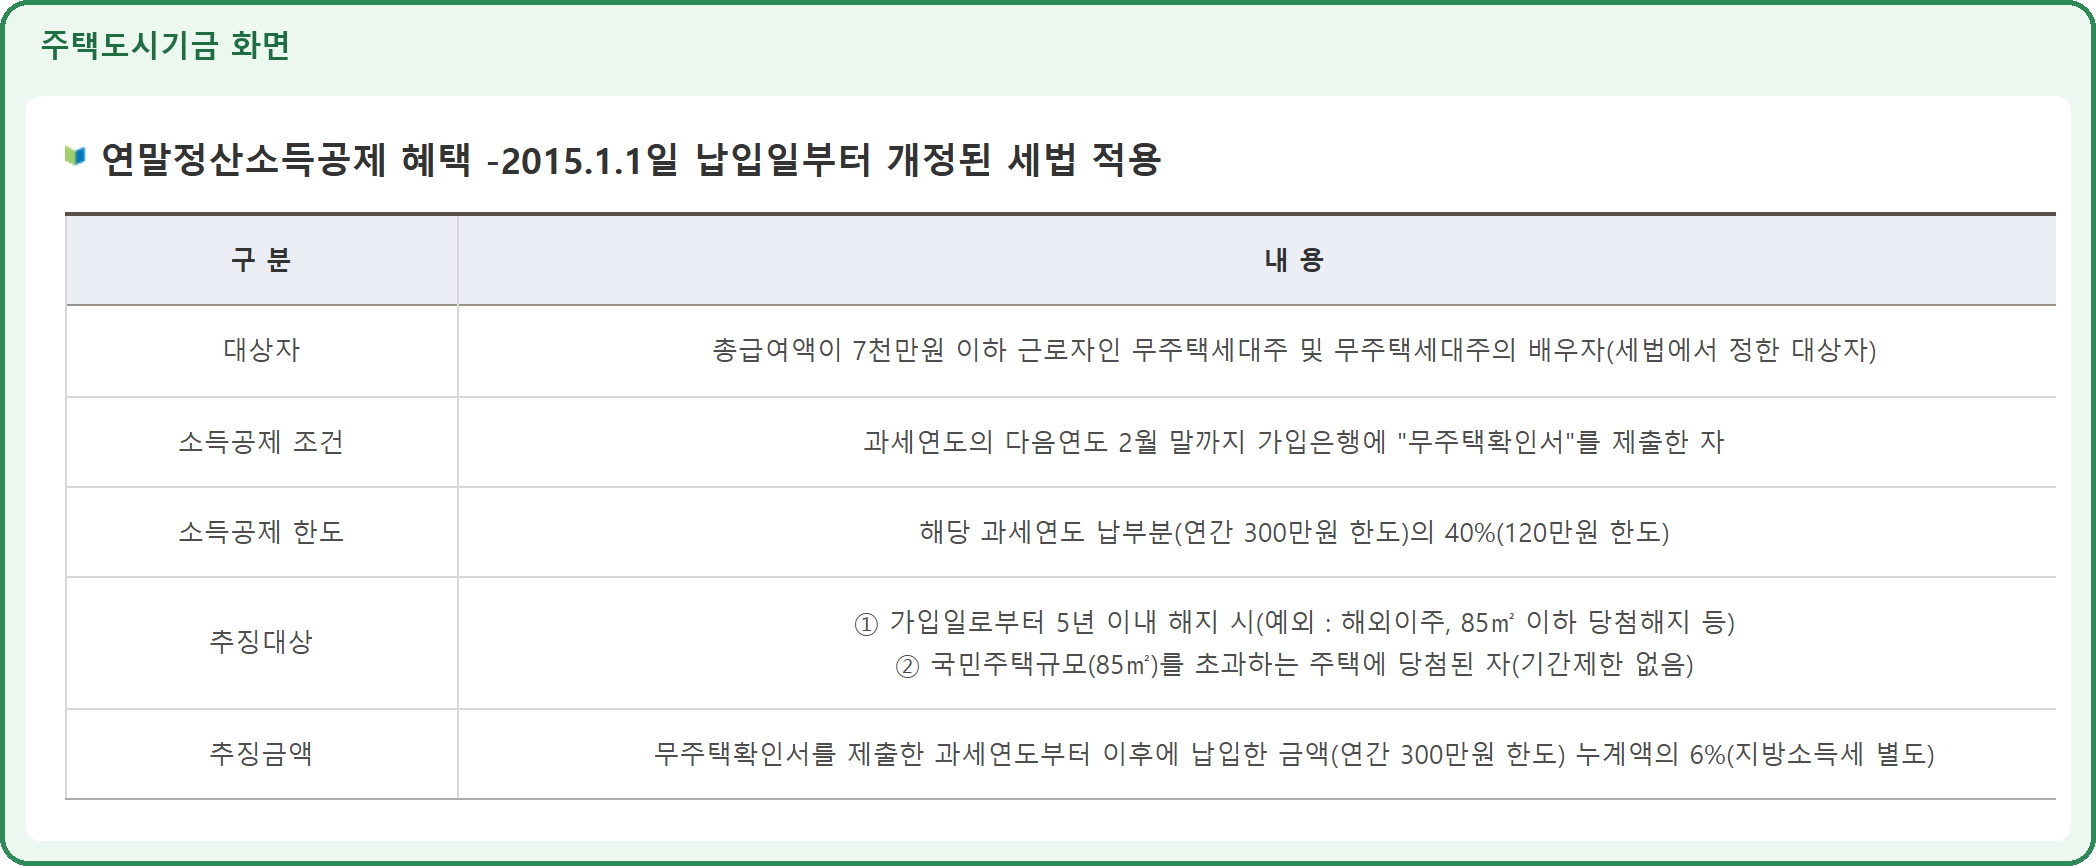 주택도시기금 화면
연말정산소득공제 혜택 -2015.1.1일 납입일부터 개정된 세법 적용
구 분
내 용
대상자
총급여액이 7천만원 이하 근로자인 무주택세대주 및 무주택세대주의 배우자(세법에서 정한 대상자)
소득공제 조건
과세연도의 다음연도 2월 말까지 가입은행에 "무주택확인서"를 제출한 자
소득공제 한도
해당 과세연도 납부분(연간 300만원 한도)의 40%(120만원 한도)
추징대상
① 가입일로부터 5년 이내 해지 시(예외 : 해외이주, 85㎡ 이하 당첨해지 등)
② 국민주택규모(85㎡)를 초과하는 주택에 당첨된 자(기간제한 없음)
추징금액
무주택확인서를 제출한 과세연도부터 이후에 납입한 금액(연간 300만원 한도) 누계액의 6%(지방소득세 별도)